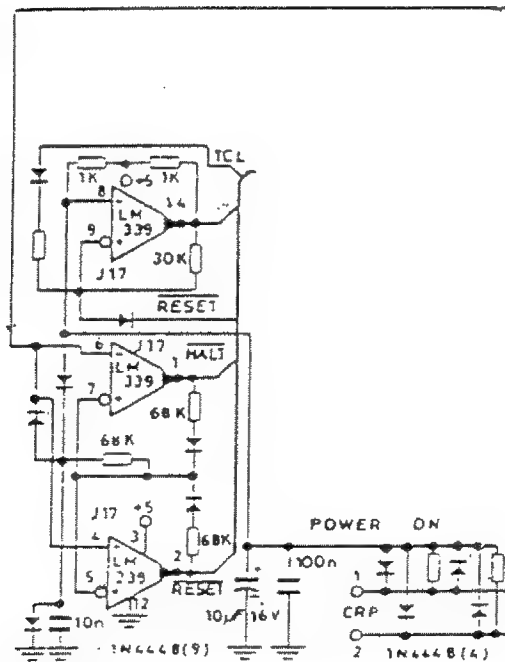 TCL
1K 1K
+5
8 14
LM
339
9
30K
J17
RESET
6 J17 HALT
1
LM
339
7
68K
68K
J17 +5
3
4
LM
339
2 68K
5
RESET
12
10n
10µF 16V
100n
POWER ON
1
CRP
2
1N4448(9)
1N4448(4)